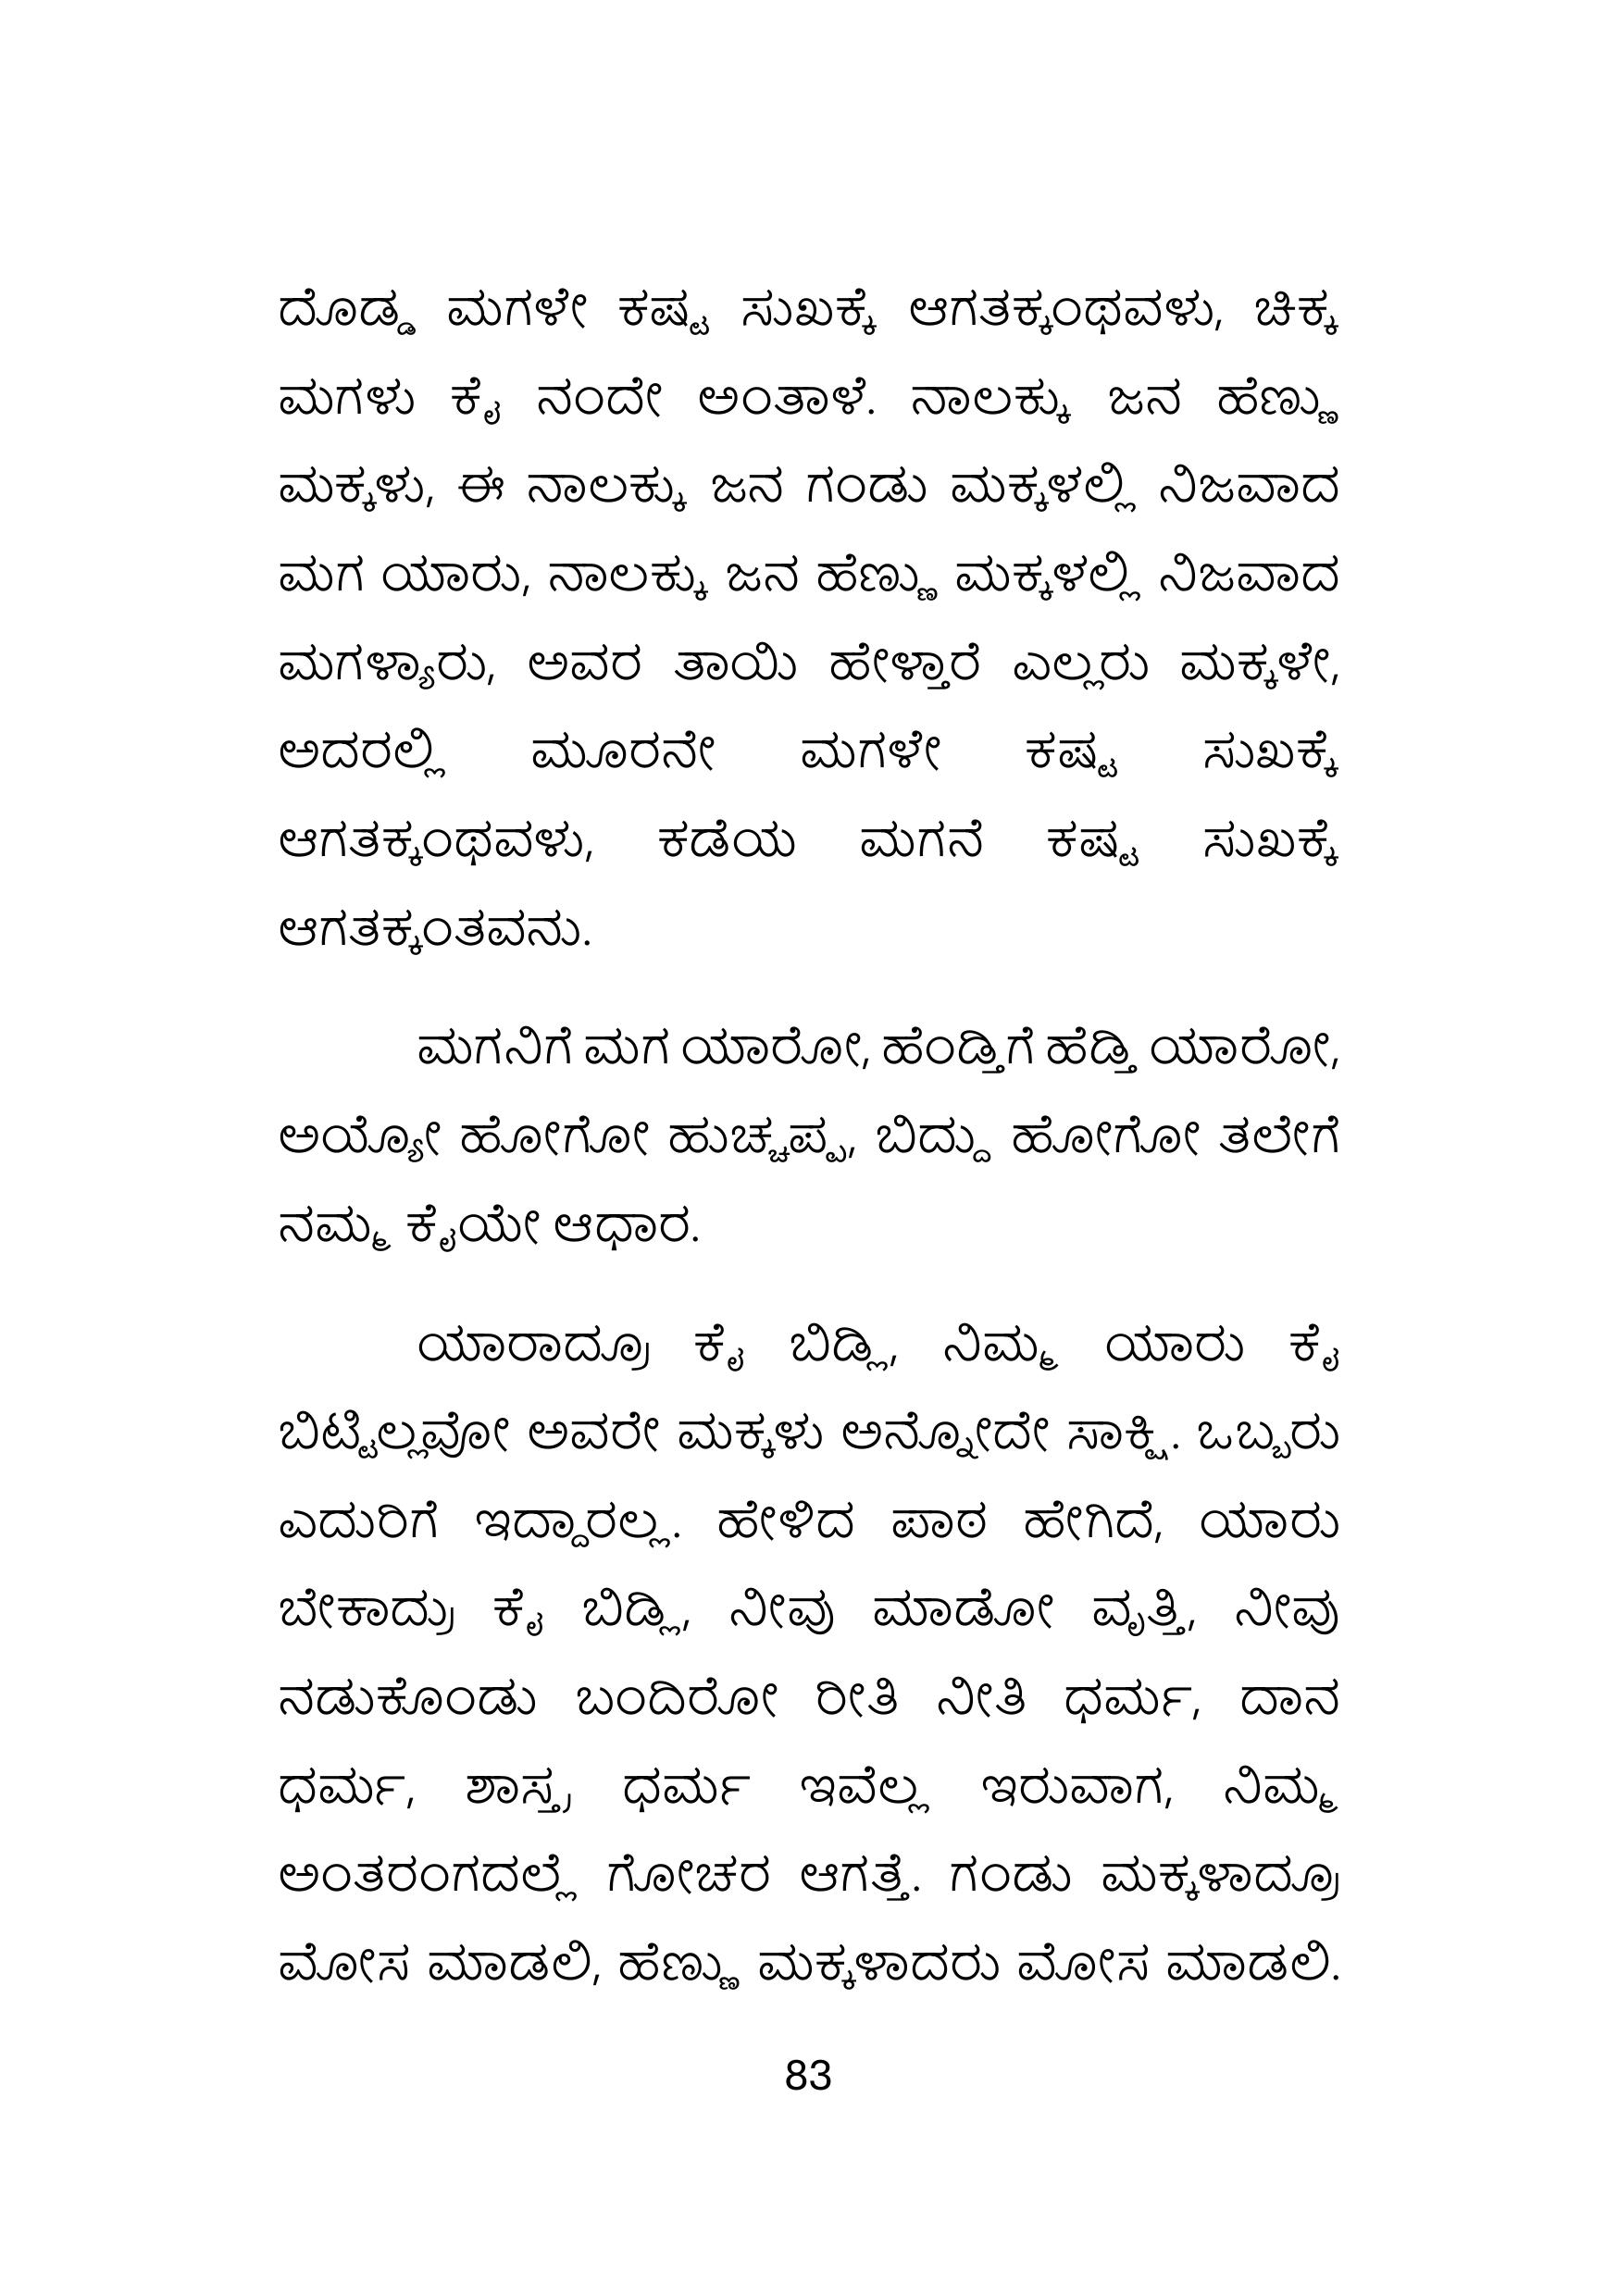 ದೊಡ್ಡ ಮಗಳೇ ಕಷ್ಟ ಸುಖಕ್ಕೆ ಆಗತಕ್ಕಂಥವಳು, ಚಿಕ್ಕ
ಮಗಳು ಕೈ ನಂದೇ ಅಂತಾಳೆ. ನಾಲಕ್ಕು ಜನ ಹೆಣ್ಣು
ಮಕ್ಕಳು, ಈ ನಾಲಕ್ಕು ಜನ ಗಂಡು ಮಕ್ಕಳಲ್ಲಿ ನಿಜವಾದ
ಮಗ ಯಾರು, ನಾಲಕ್ಕು ಜನ ಹೆಣ್ಣು ಮಕ್ಕಳಲ್ಲಿ ನಿಜವಾದ
ಮಗಳ್ಯಾರು, ಅವರ ತಾಯಿ ಹೇಳ್ತಾರೆ ಎಲ್ಲರು ಮಕ್ಕಳೇ,
ಅದರಲ್ಲಿ ಮೂರನೇ ಮಗಳೇ ಕಷ್ಟ ಸುಖಕ್ಕೆ
ಆಗತಕ್ಕಂಥವಳು, ಕಡೆಯ ಮಗನೆ ಕಷ್ಟ ಸುಖಕ್ಕೆ
ಆಗತಕ್ಕಂತವನು.
ಮಗನಿಗೆ ಮಗ ಯಾರೋ, ಹೆಂಡ್ತಿಗೆ ಹೆಡ್ತಿ ಯಾರೋ,
ಅಯ್ಯೋ ಹೋಗೋ ಹುಚ್ಚಪ್ಪ, ಬಿದ್ದು ಹೋಗೋ ತಲೇಗೆ
ನಮ್ಮ ಕೈಯೇ ಆಧಾರ.
ಯಾರಾದ್ರೂ ಕೈ ಬಿಡ್ಲಿ, ನಿಮ್ಮ ಯಾರು ಕೈ
ಬಿಟ್ಟಿಲ್ಲವೋ ಅವರೇ ಮಕ್ಕಳು ಅನ್ನೋದೇ ಸಾಕ್ಷಿ. ಒಬ್ಬರು
ಎದುರಿಗೆ ಇದ್ದಾರಲ್ಲ. ಹೇಳಿದ ಪಾಠ ಹೇಗಿದೆ, ಯಾರು
ಬೇಕಾದ್ರು ಕೈ ಬಿಡ್ಲಿ, ನೀವು ಮಾಡೋ ವೃತ್ತಿ, ನೀವು
ನಡುಕೊಂಡು ಬಂದಿರೋ ರೀತಿ ನೀತಿ ಧರ್ಮ, ದಾನ
ಧರ್ಮ, ಶಾಸ್ತ್ರ ಧರ್ಮ ಇವೆಲ್ಲ ಇರುವಾಗ, ನಿಮ್ಮ
ಅಂತರಂಗದಲ್ಲೆ ಗೋಚರ ಆಗತ್ತೆ. ಗಂಡು ಮಕ್ಕಳಾದ್ರೂ
ಮೋಸ ಮಾಡಲಿ, ಹೆಣ್ಣು ಮಕ್ಕಳಾದರು ಮೋಸ ಮಾಡಲಿ.
83